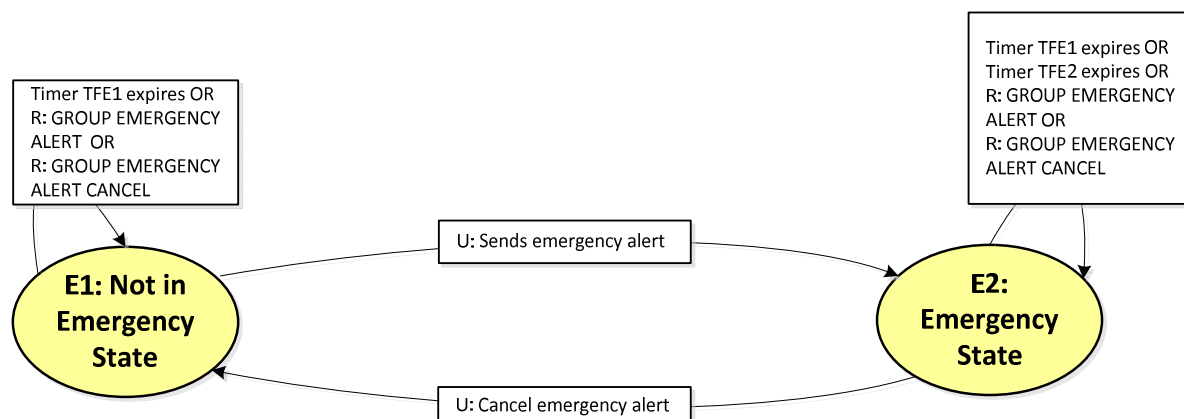 Timer TFE1 expires OR
Timer TFE2 expires OR
R: GROUP EMERGENCY
ALERT OR
R: GROUP EMERGENCY
ALERT CANCEL
Timer TFE1 expires OR
R: GROUP EMERGENCY
ALERT OR
R: GROUP EMERGENCY
ALERT CANCEL
U: Sends emergency alert
E1: Not in
Emergency
State
E2:
Emergency
State
U: Cancel emergency alert